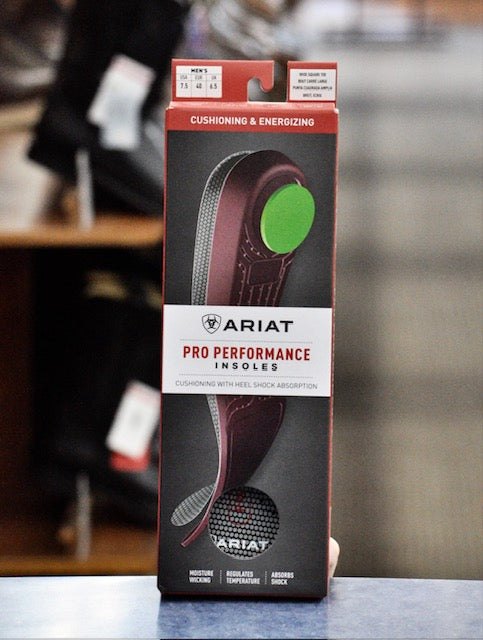 MEN'S
USA EUR UK
7.5 40 6.5
WIDE SQUARE TOE
BOUT CARRÉ LARGE
PUNTA CUADRADA AMPLIA
CUSHIONING & ENERGIZING
ARIAT
PRO PERFORMANCE
INSOLES
CUSHIONING WITH HEEL SHOCK ABSORPTION
ARIAT
MOISTURE WICKING
REGULATES TEMPERATURE
ABSORBS SHOCK